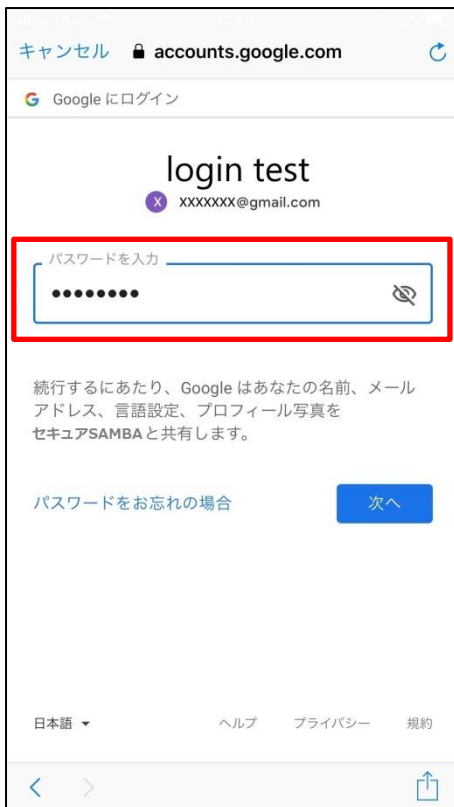 キャンセル accounts.google.com
G Google にログイン
login test
X XXXXXXX@gmail.com
パスワードを入力
••••••••
続行するにあたり、Google はあなたの名前、メール
アドレス、言語設定、プロフィール写真を
セキュアSAMBAと共有します。
パスワードをお忘れの場合 次へ
日本語 ヘルプ プライバシー 規約